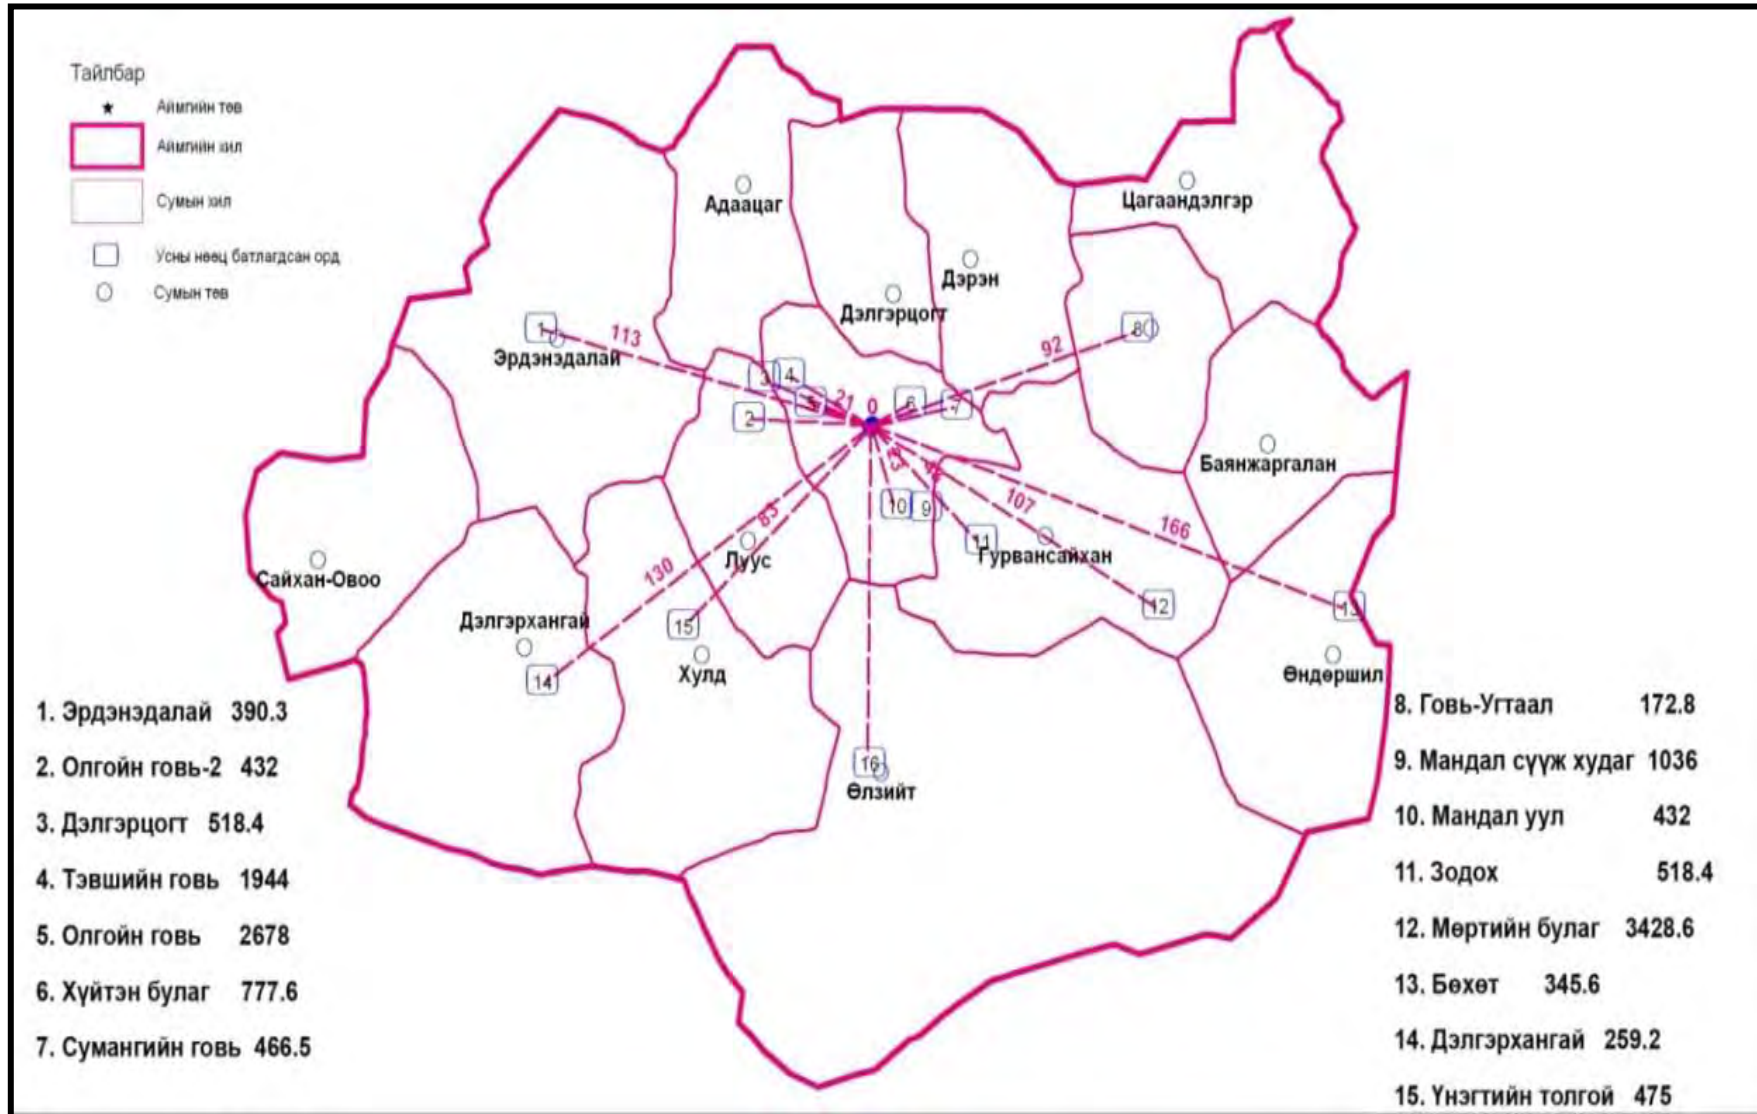 Тайлбар
Аймгийн төв
Аймгийн хил
Сумын хил
Усны нөөц батлагдсан орд
Сумын төв
Адаацаг
Цагаандэлгэр
Дэрэн
Дэлгэрцогт
1
113
Эрдэнэдалай
8
92
3
4
5
21
0
6
7
2
Баянжаргалан
10
9
11
107
166
Гурвансайхан
83
Луус
130
Сайхан-Овоо
12
13
Дэлгэрхангай
15
14
Хулд
Өндөршил
16
Өлзийт
1. Эрдэнэдалай 390.3
2. Олгойн говь-2 432
3. Дэлгэрцогт 518.4
4. Тэвшийн говь 1944
5. Олгойн говь 2678
6. Хүйтэн булаг 777.6
7. Сумангийн говь 466.5
8. Говь-Угтаал 172.8
9. Мандал сүүж худаг 1036
10. Мандал уул 432
11. Зодох 518.4
12. Мөртийн булаг 3428.6
13. Бөхөт 345.6
14. Дэлгэрхангай 259.2
15. Үнэгтийн толгой 475